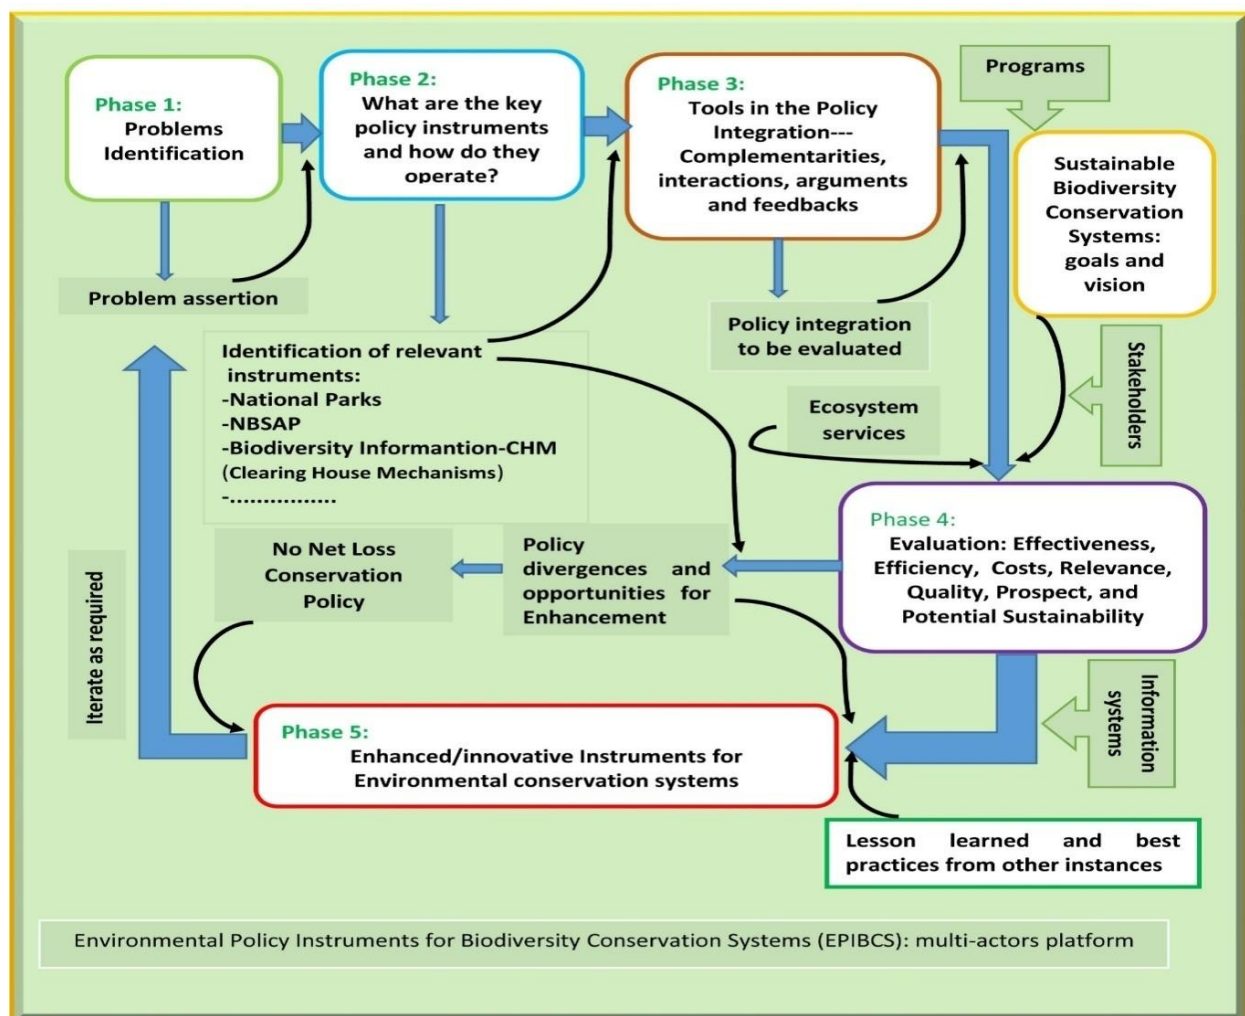 Phase 1:
Problems
Identification
Phase 2:
What are the key
policy instruments
and how do they
operate?
Phase 3:
Tools in the Policy
Integration---
Complementarities,
interactions, arguments
and feedbacks
Programs
Sustainable
Biodiversity
Conservation
Systems:
goals and
vision
Problem assertion
Identification of relevant
instruments:
-National Parks
-NBSAP
-Biodiversity Informantion-CHM
(Clearing House Mechanisms)
-................
Policy integration
to be evaluated
Stakeholders
Ecosystem
services
Phase 4:
Evaluation: Effectiveness,
Efficiency, Costs, Relevance,
Quality, Prospect, and
Potential Sustainability
Policy
divergences and
opportunities for
Enhancement
No Net Loss
Conservation
Policy
Iterate as required
Information
systems
Phase 5:
Enhanced/innovative Instruments for
Environmental conservation systems
Lesson learned and best
practices from other instances
Environmental Policy Instruments for Biodiversity Conservation Systems (EPIBCS): multi-actors platform